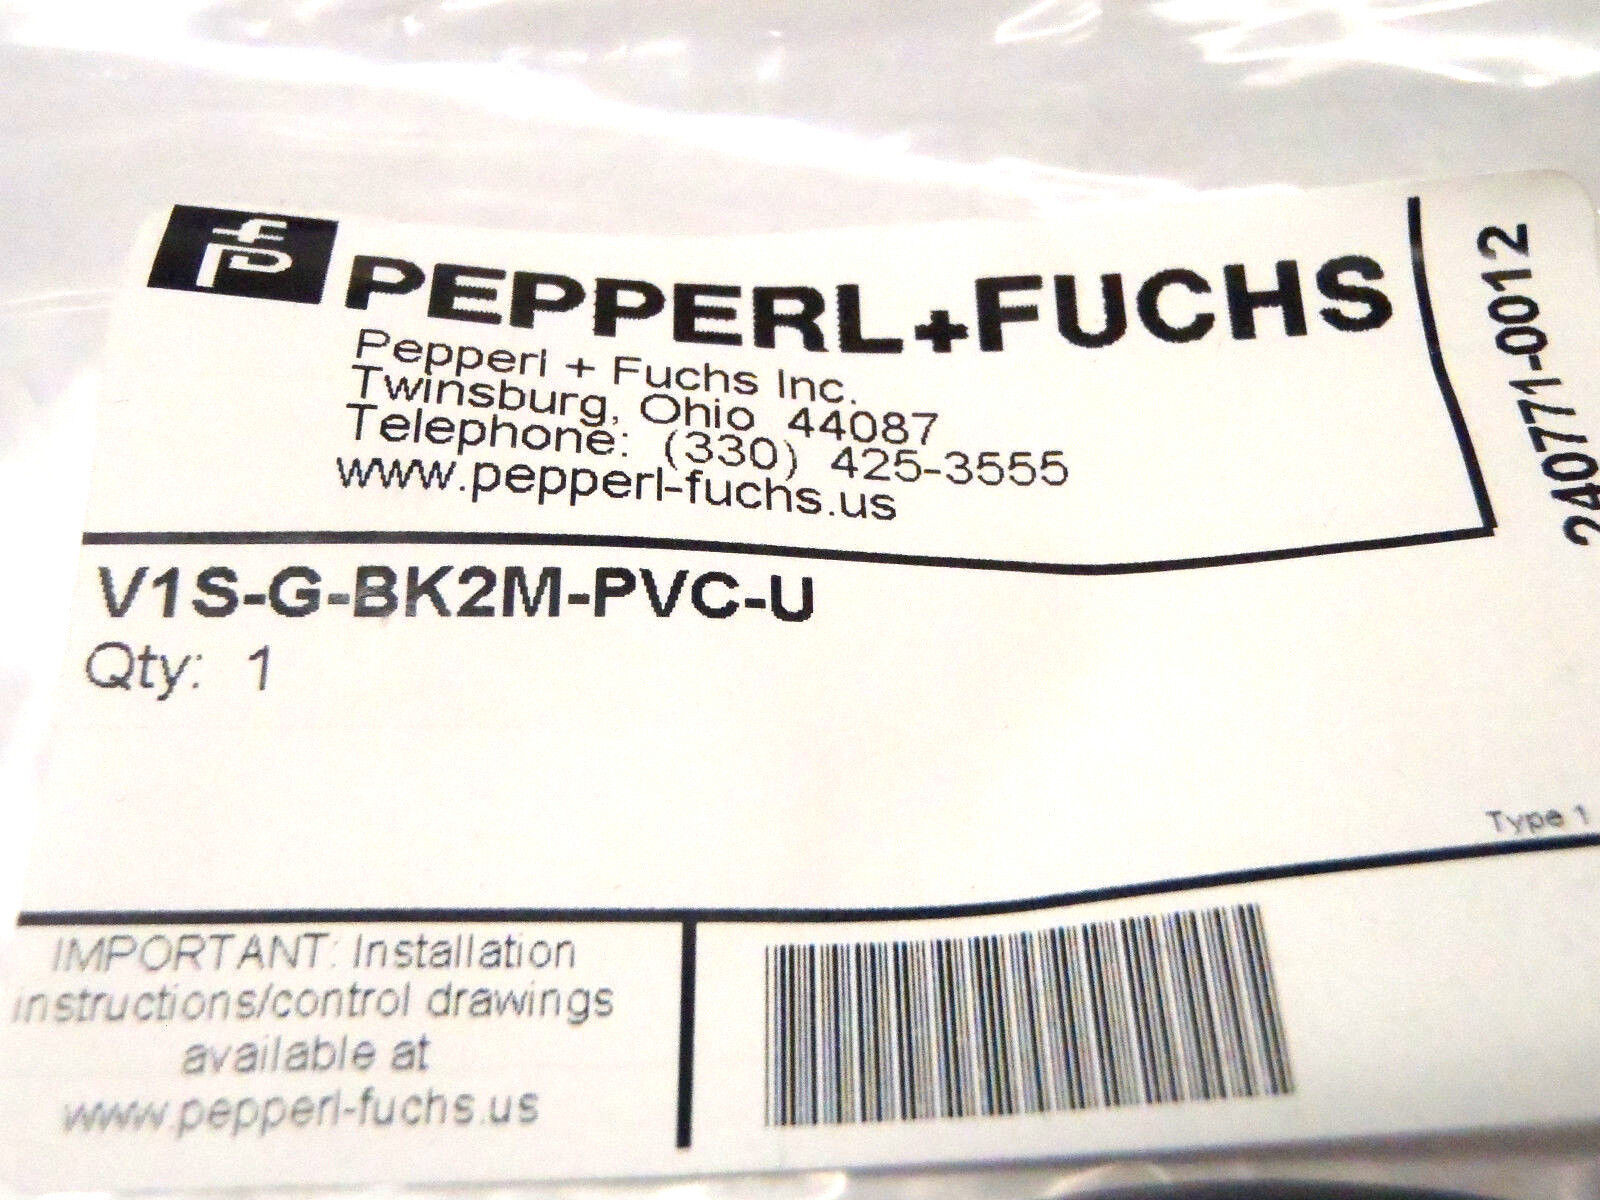 PEPPERL+FUCHS
Pepperl + Fuchs Inc.
Twinsburg, Ohio 44087
Telephone: (330) 425-3555
www.pepperl-fuchs.us
240771-0012
V1S-G-BK2M-PVC-U
Qty: 1
Type 1
IMPORTANT: Installation
instructions/control drawings
available at
www.pepperl-fuchs.us